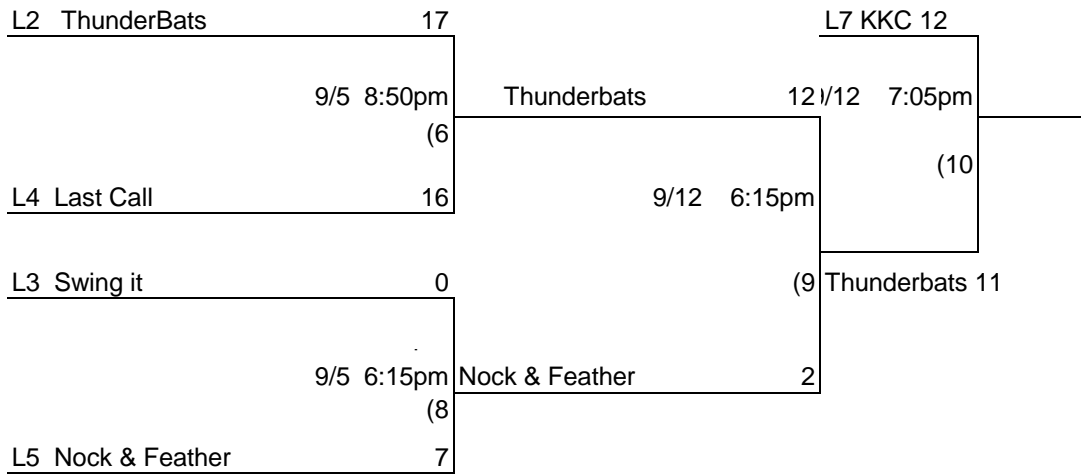 L2 ThunderBats 17 L7 KKC 12
9/5 8:50pm Thunderbats 12 )/12 7:05pm
(6
(10
L4 Last Call 16 9/12 6:15pm
L3 Swing it 0 (9 Thunderbats 11
9/5 6:15pm Nock & Feather 2
(8
L5 Nock & Feather 7